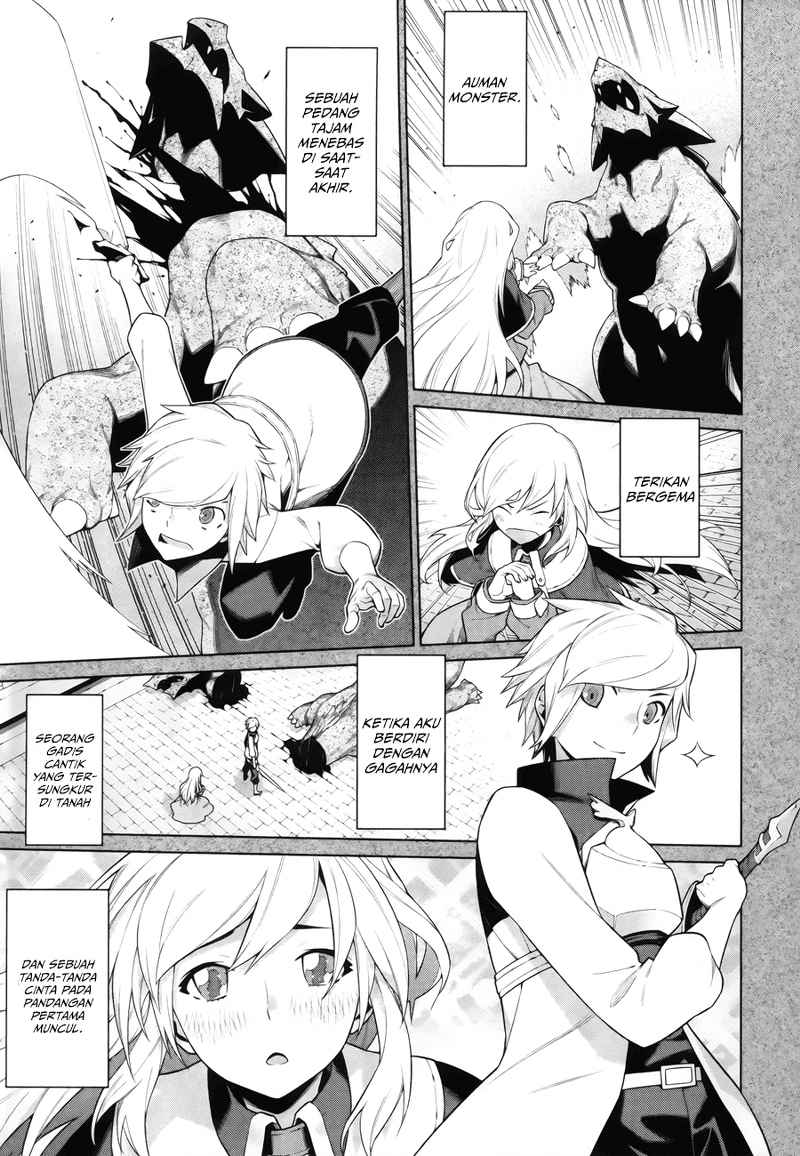 AUMAN
MONSTER.
TERIKAN
BERGEMA
SEBUAH
PEDANG
TAJAM
MENEBAS
DI SAAT-
SAAT
AKHIR.
KETIKA AKU
BERDIRI
DENGAN
GAGAHNYA
SEORANG
GADIS
CANTIK
YANG TER-
SUNGKUR
DI TANAH
DAN SEBUAH
TANDA-TANDA
CINTA PADA
PANDANGAN
PERTAMA
MUNCUL.